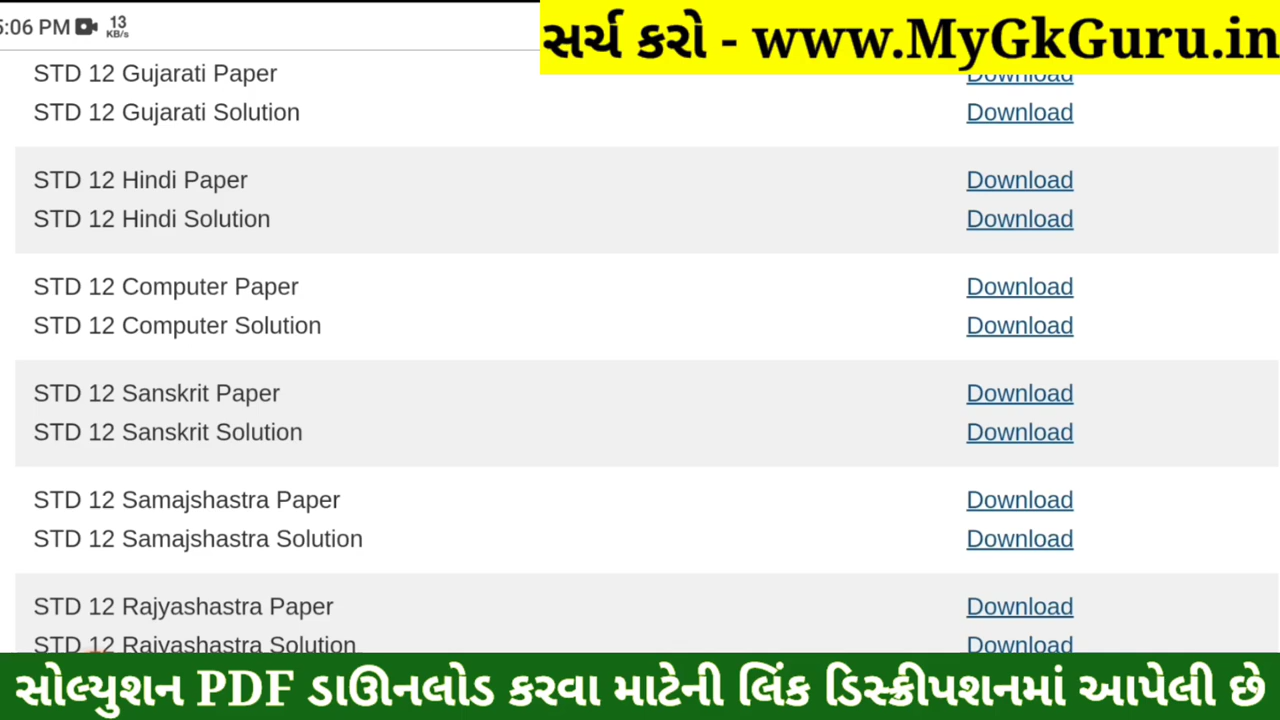 5:06 PM 13 KB/s
સર્ચ કરો - www.MyGkGuru.in
STD 12 Gujarati Paper Download
STD 12 Gujarati Solution Download
STD 12 Hindi Paper Download
STD 12 Hindi Solution Download
STD 12 Computer Paper Download
STD 12 Computer Solution Download
STD 12 Sanskrit Paper Download
STD 12 Sanskrit Solution Download
STD 12 Samajshastra Paper Download
STD 12 Samajshastra Solution Download
STD 12 Rajyashastra Paper Download
STD 12 Rajyashastra Solution Download
સોલ્યુશન PDF ડાઊનલોડ કરવા માટેની લિંક ડિસ્ક્રીપશનમાં આપેલી છે